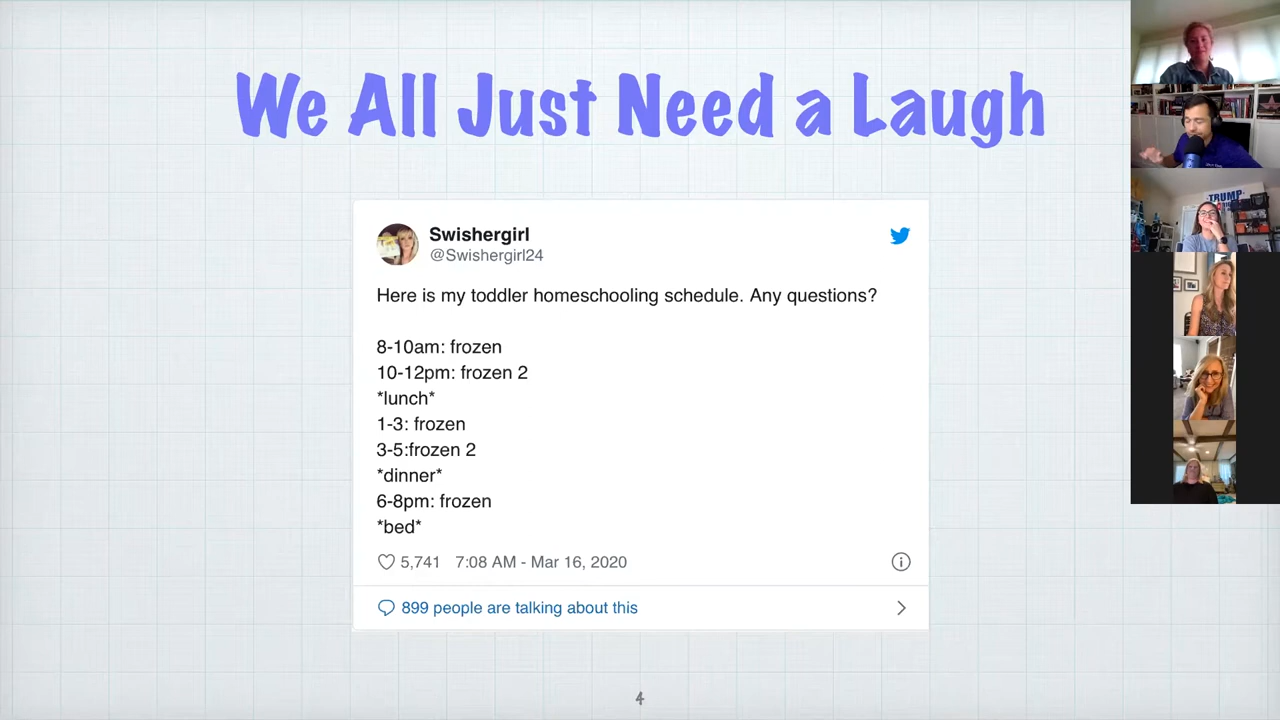 We All Just Need a Laugh
Swishergirl
@Swishergirl24
Here is my toddler homeschooling schedule. Any questions?
8-10am: frozen
10-12pm: frozen 2
*lunch*
1-3: frozen
3-5:frozen 2
*dinner*
6-8pm: frozen
*bed*
5,741 7:08 AM - Mar 16, 2020
899 people are talking about this
4
TRUMP